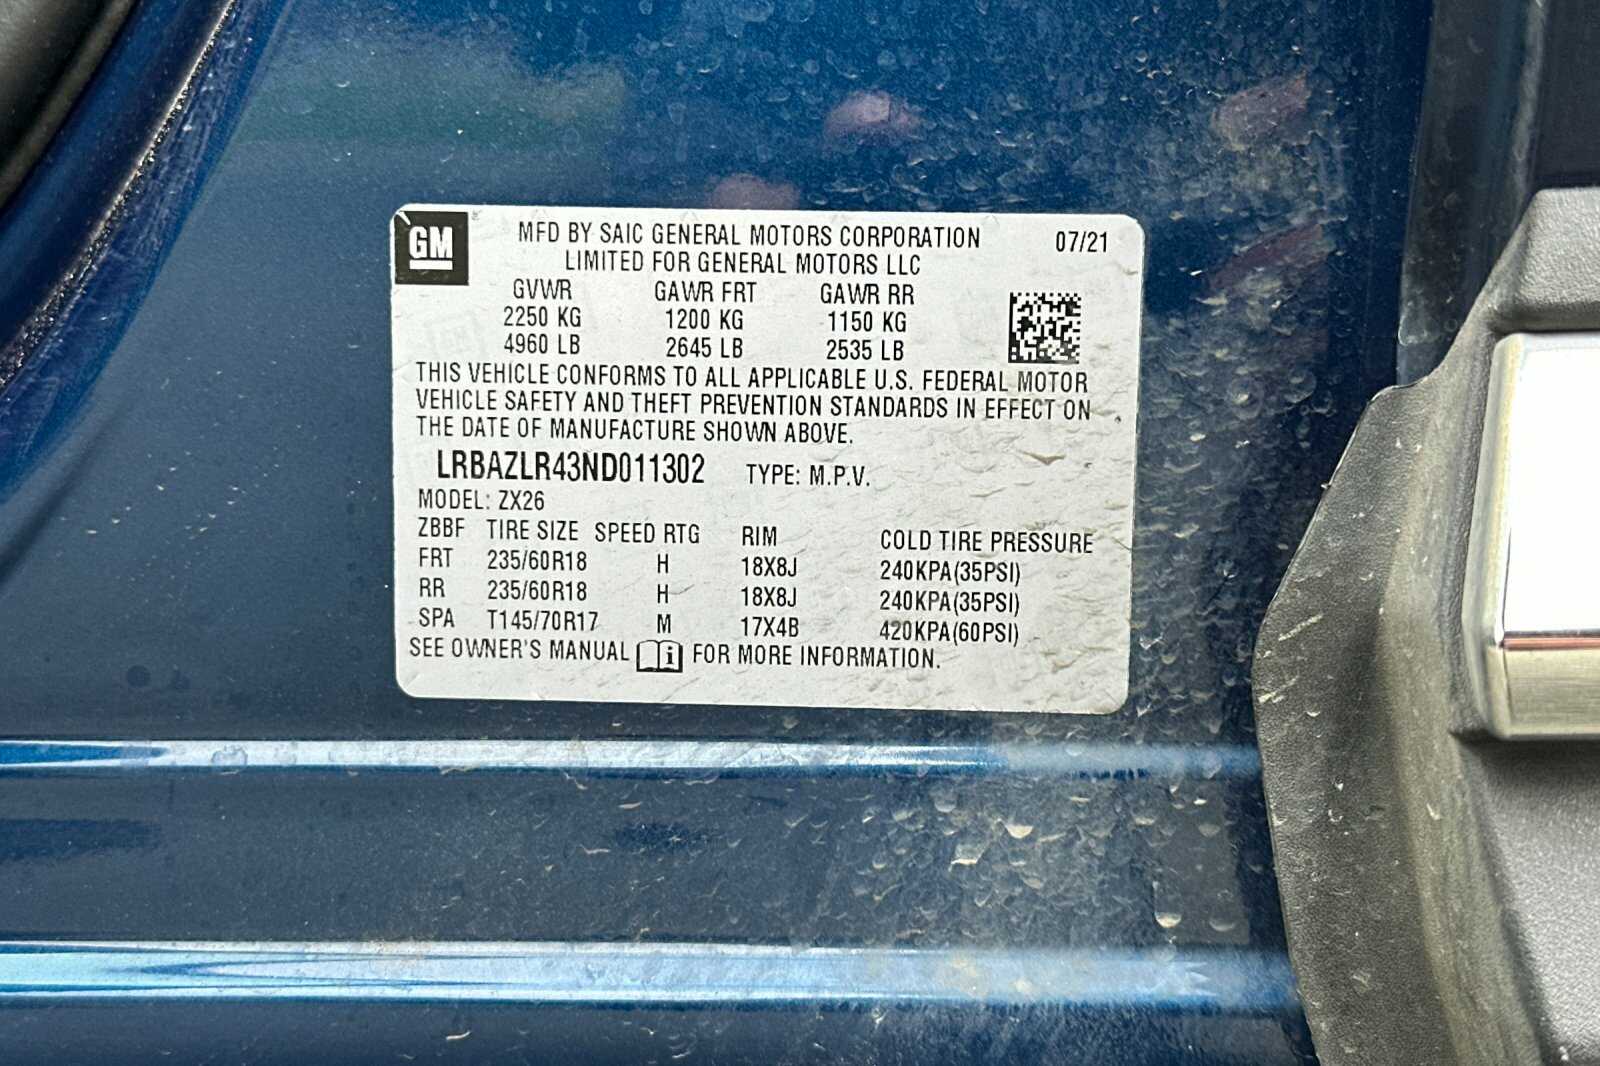 GM
MFD BY SAIC GENERAL MOTORS CORPORATION 07/21
LIMITED FOR GENERAL MOTORS LLC
GVWR GAWR FRT GAWR RR
2250 KG 1200 KG 1150 KG
4960 LB 2645 LB 2535 LB
THIS VEHICLE CONFORMS TO ALL APPLICABLE U.S. FEDERAL MOTOR
VEHICLE SAFETY AND THEFT PREVENTION STANDARDS IN EFFECT ON
THE DATE OF MANUFACTURE SHOWN ABOVE.
LRBAZLR43ND011302 TYPE: M.P.V.
MODEL: ZX26
ZBBF TIRE SIZE SPEED RTG RIM COLD TIRE PRESSURE
FRT 235/60R18 H 18X8J 240KPA(35PSI)
RR 235/60R18 H 18X8J 240KPA(35PSI)
SPA T145/70R17 M 17X4B 420KPA(60PSI)
SEE OWNER'S MANUAL i FOR MORE INFORMATION.